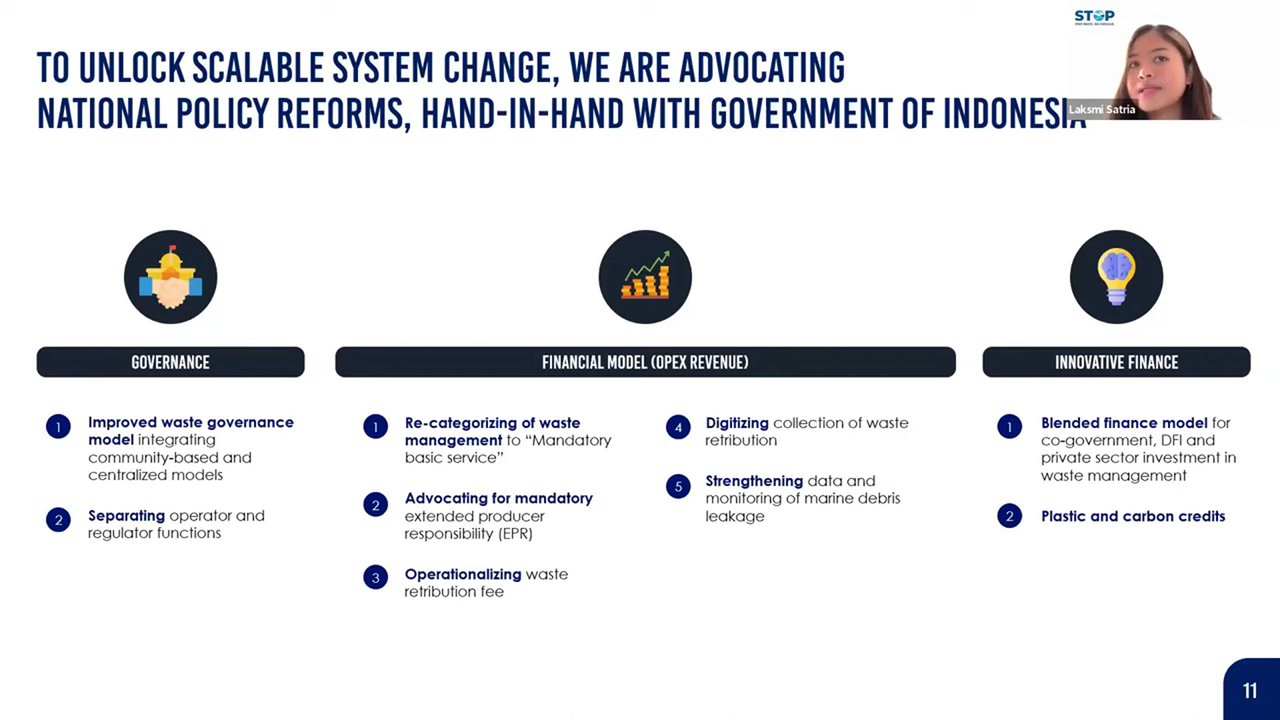 STOP
TO UNLOCK SCALABLE SYSTEM CHANGE, WE ARE ADVOCATING
NATIONAL POLICY REFORMS, HAND-IN-HAND WITH GOVERNMENT OF INDONESIA
Laksmi Satria
GOVERNANCE
1
Improved waste governance
model integrating
community-based and
centralized models
2
Separating operator and
regulator functions
FINANCIAL MODEL (OPEX REVENUE)
1
Re-categorizing of waste
management to “Mandatory
basic service”
2
Advocating for mandatory
extended producer
responsibility (EPR)
3
Operationalizing waste
retribution fee
4
Digitizing collection of waste
retribution
5
Strengthening data and
monitoring of marine debris
leakage
INNOVATIVE FINANCE
1
Blended finance model for
co-government, DFI and
private sector investment in
waste management
2
Plastic and carbon credits
11